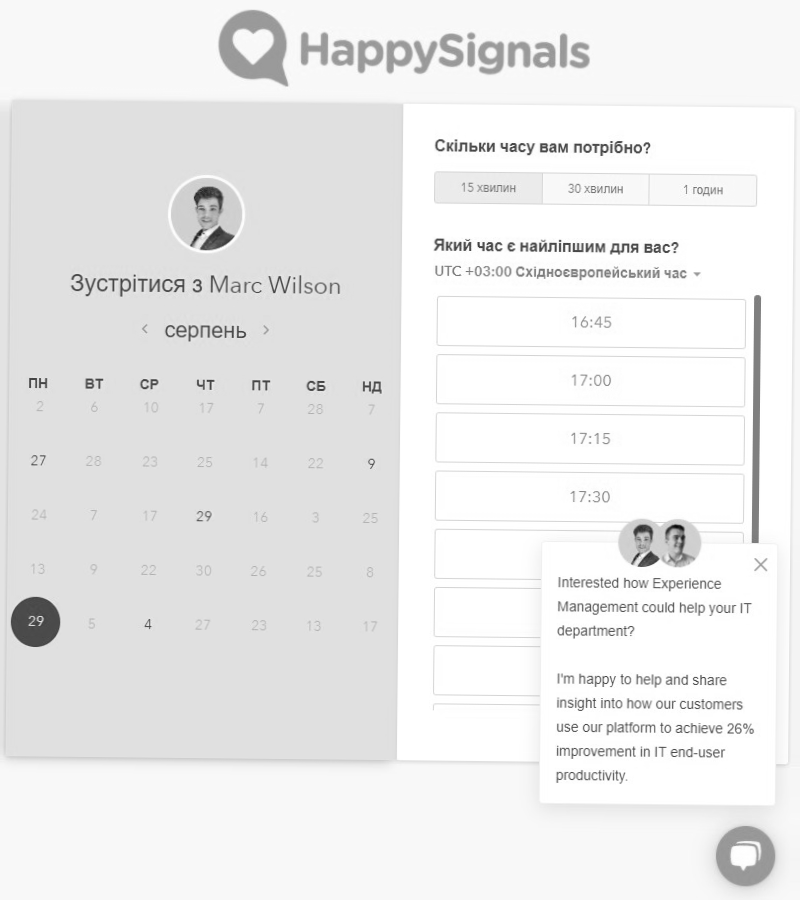 HappySignals
Зустрітися з Marc Wilson
серпень
ПН ВТ СР ЧТ ПТ СБ НД
2 6 10 17 7 28 7
27 28 23 25 14 22 9
24 7 17 29 16 3 25
13 9 22 30 26 25 8
29 5 4 27 23 13 17
Скільки часу вам потрібно?
15 хвилин 30 хвилин 1 годин
Який час є найліпшим для вас?
UTC +03:00 Східноєвропейський час
16:45
17:00
17:15
17:30
Interested how Experience
Management could help your IT
department?
I'm happy to help and share
insight into how our customers
use our platform to achieve 26%
improvement in IT end-user
productivity.